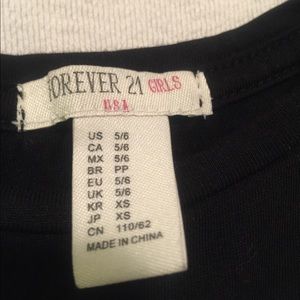 FOREVER 21 GIRLS
USA
US 5/6
CA 5/6
MX 5/6
BR PP
EU 5/6
UK 5/6
KR XS
JP XS
CN 110/62
MADE IN CHINA